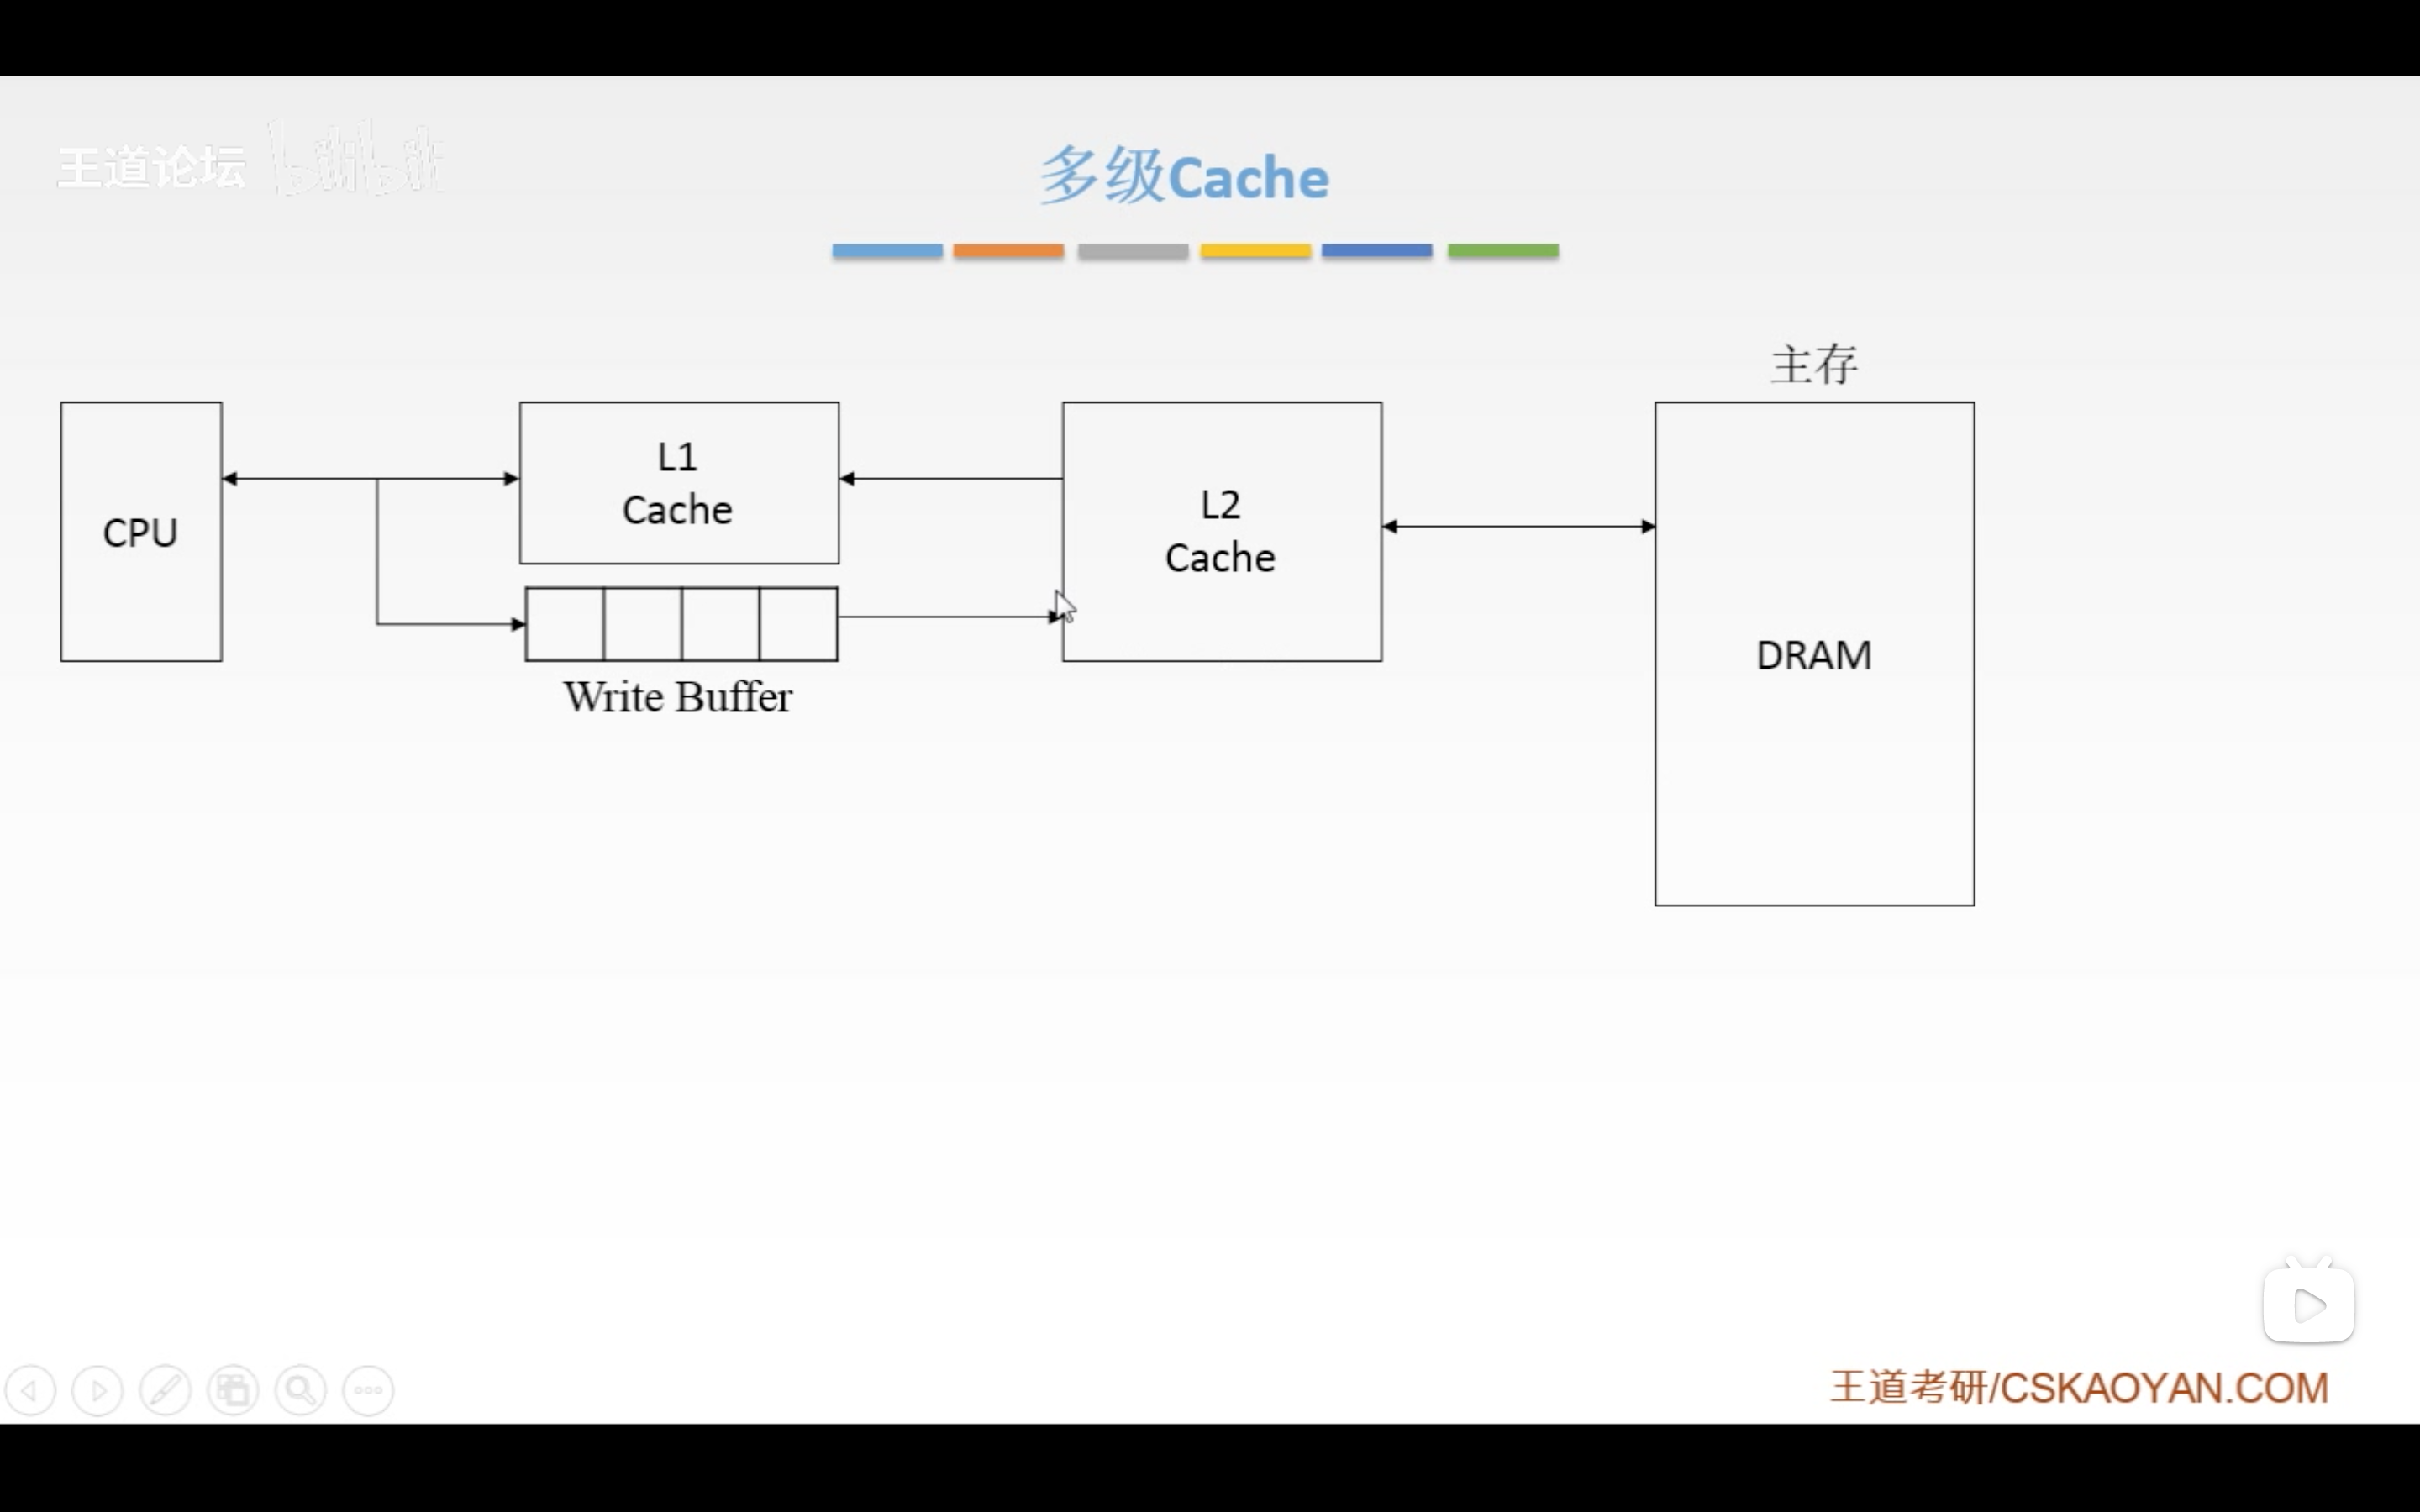 王道论坛 bilibili
多级Cache
主存
CPU
L1
Cache
L2
Cache
DRAM
Write Buffer
王道考研/CSKAOYAN.COM